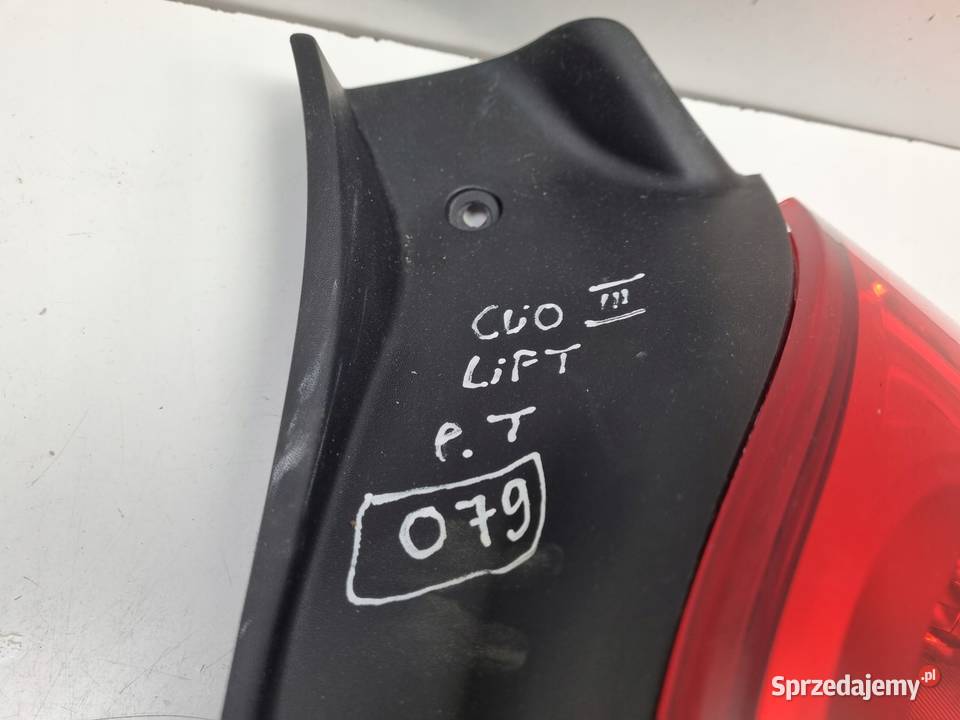 CLiO III
LiFT
P.T
079
Sprzedajemy.pl